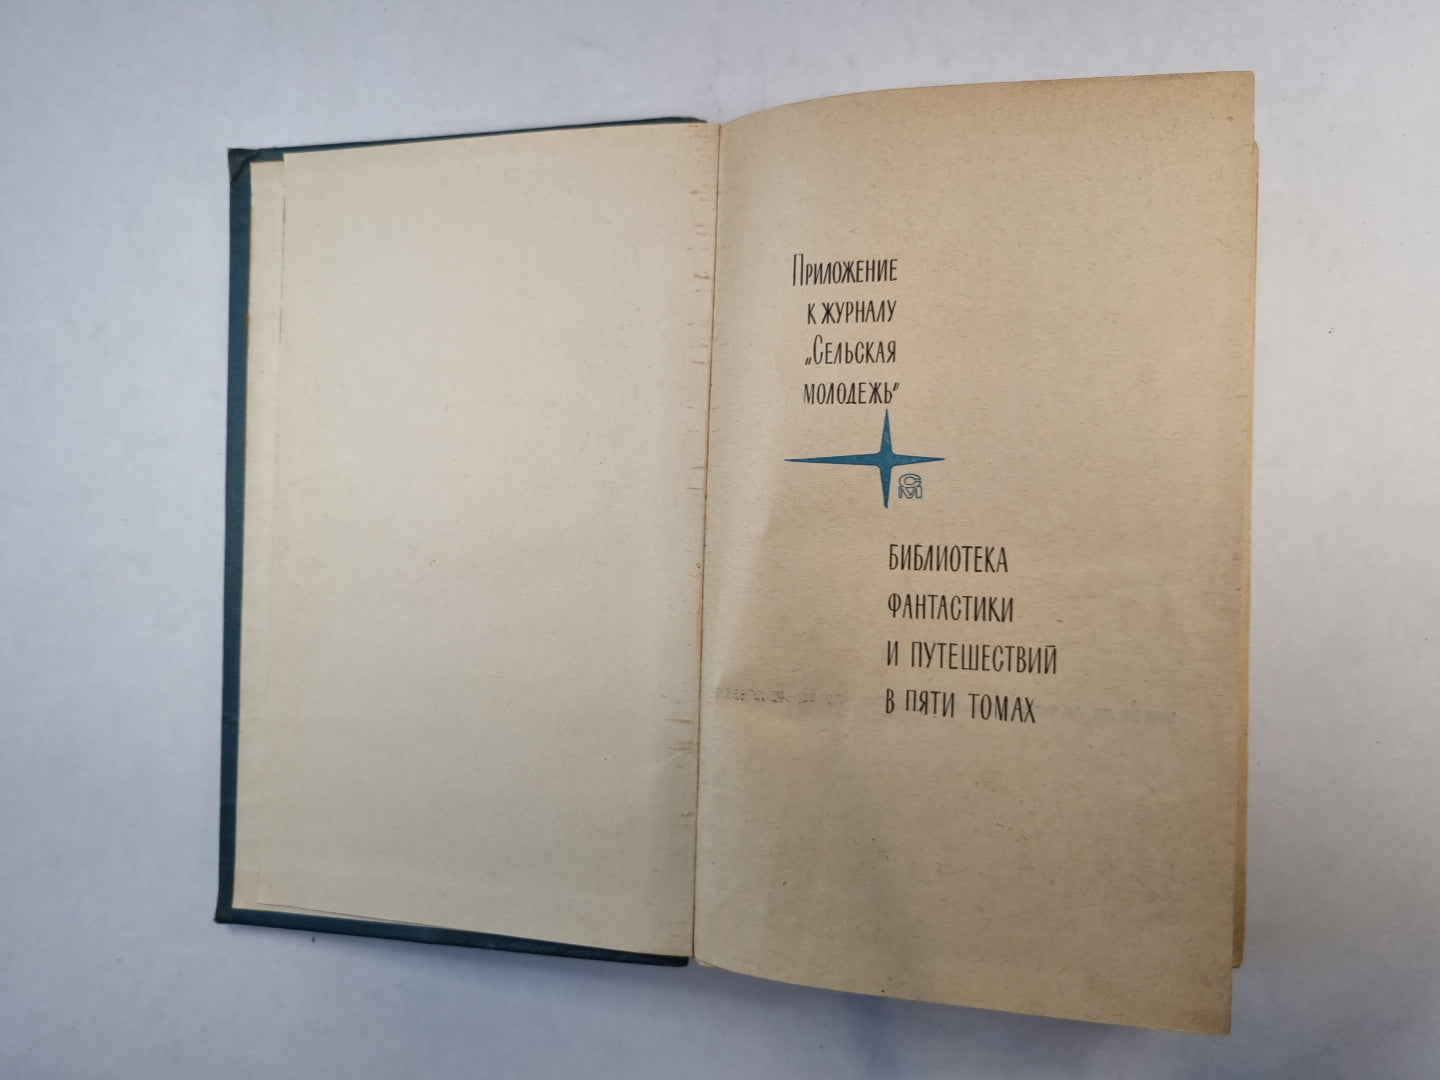 Приложение
к журналу
„Сельская
молодежь“
СМ
БИБЛИОТЕКА
ФАНТАСТИКИ
И ПУТЕШЕСТВИЙ
В ПЯТИ ТОМАХ